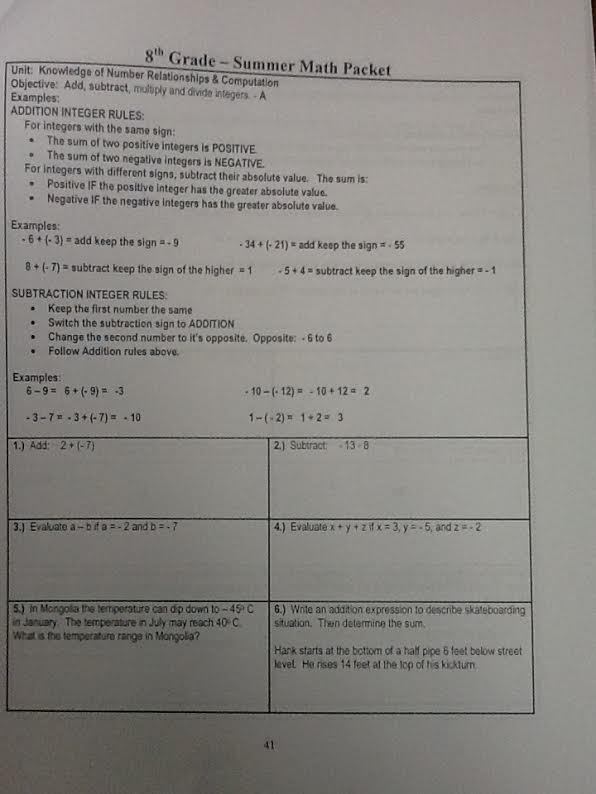 8th Grade – Summer Math Packet
Unit: Knowledge of Number Relationships & Computation
Objective: Add, subtract, multiply and divide integers. - A
Examples:
ADDITION INTEGER RULES:
For integers with the same sign:
• The sum of two positive integers is POSITIVE.
• The sum of two negative integers is NEGATIVE.
For integers with different signs, subtract their absolute value. The sum is:
• Positive IF the positive integer has the greater absolute value.
• Negative IF the negative integers has the greater absolute value.
Examples:
- 6 + (- 3) = add keep the sign = - 9 - 34 + (- 21) = add keep the sign = - 55
8 + (- 7) = subtract keep the sign of the higher = 1 - 5 + 4 = subtract keep the sign of the higher = - 1
SUBTRACTION INTEGER RULES:
• Keep the first number the same
• Switch the subtraction sign to ADDITION
• Change the second number to it's opposite. Opposite: - 6 to 6
• Follow Addition rules above.
Examples:
6 – 9 = 6 + (- 9) = -3 - 10 – (- 12) = - 10 + 12 = 2
- 3 – 7 = - 3 + (- 7) = - 10 1 – ( - 2) = 1 + 2 = 3
1.) Add: 2 + (- 7)
2.) Subtract: - 13 - 8
3.) Evaluate a – b if a = - 2 and b = - 7
4.) Evaluate x + y + z if x = 3, y = - 5, and z = - 2
5.) In Mongolia the temperature can dip down to – 45º C
in January. The temperature in July may reach 40º C.
What is the temperature range in Mongolia?
6.) Write an addition expression to describe skateboarding
situation. Then determine the sum.
Hank starts at the bottom of a half pipe 6 feet below street
level. He rises 14 feet at the top of his kickturn.
41